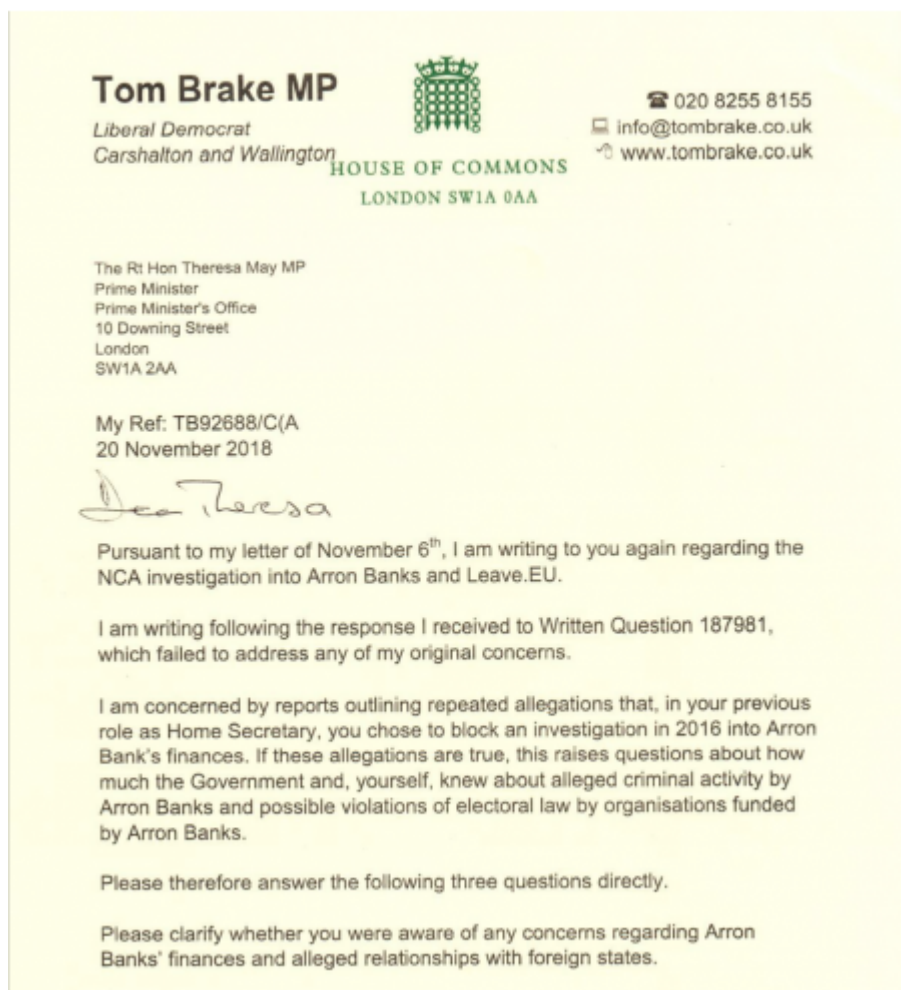 Tom Brake MP
Liberal Democrat
Carshalton and Wallington
HOUSE OF COMMONS
LONDON SW1A 0AA
020 8255 8155
info@tombrake.co.uk
www.tombrake.co.uk
The Rt Hon Theresa May MP
Prime Minister
Prime Minister's Office
10 Downing Street
London
SW1A 2AA
My Ref: TB92688/C(A
20 November 2018
Dear Theresa
Pursuant to my letter of November 6th, I am writing to you again regarding the
NCA investigation into Arron Banks and Leave.EU.
I am writing following the response I received to Written Question 187981,
which failed to address any of my original concerns.
I am concerned by reports outlining repeated allegations that, in your previous
role as Home Secretary, you chose to block an investigation in 2016 into Arron
Bank's finances. If these allegations are true, this raises questions about how
much the Government and, yourself, knew about alleged criminal activity by
Arron Banks and possible violations of electoral law by organisations funded
by Arron Banks.
Please therefore answer the following three questions directly.
Please clarify whether you were aware of any concerns regarding Arron
Banks' finances and alleged relationships with foreign states.